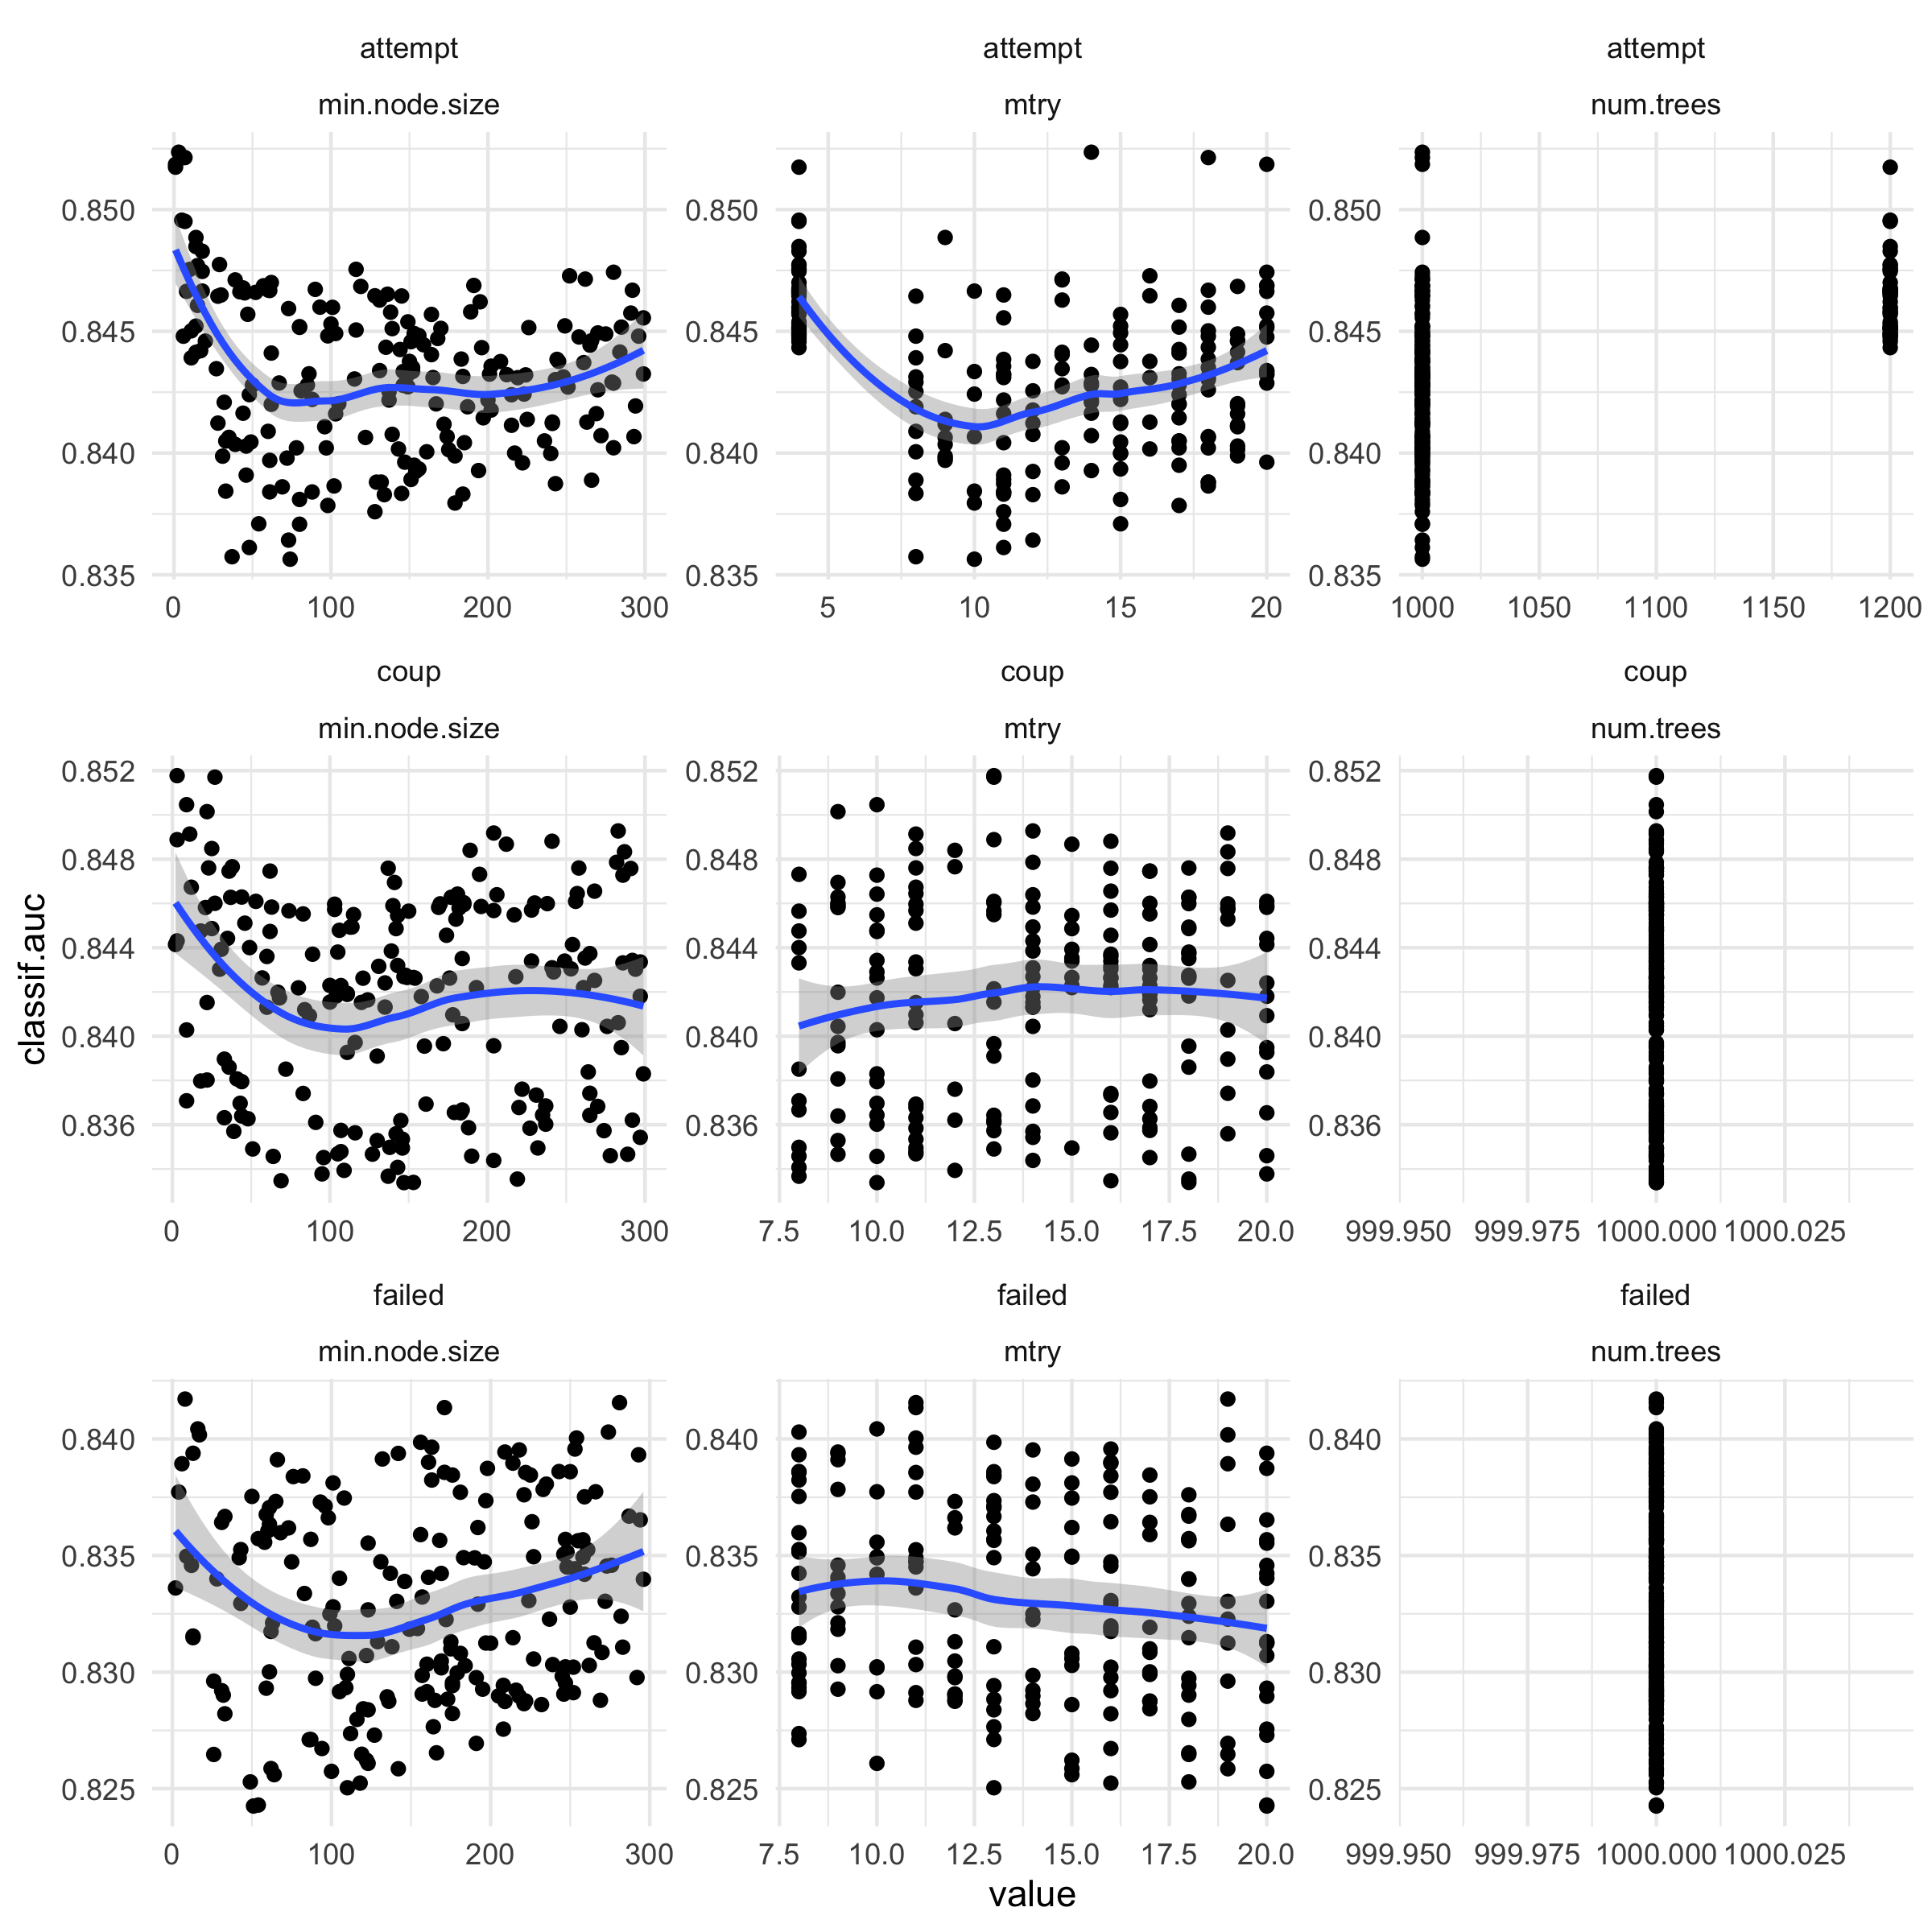 attempt attempt attempt
min.node.size mtry num.trees
0.850 0.850 0.850
0.845 0.845 0.845
0.840 0.840 0.840
0.835 0.835 0.835
0 100 200 300 5 10 15 20 1000 1050 1100 1150 1200
coup coup coup
min.node.size mtry num.trees
0.852 0.852 0.852
0.848 0.848 0.848
0.844 0.844 0.844
0.840 0.840 0.840
0.836 0.836 0.836
0 100 200 300 7.5 10.0 12.5 15.0 17.5 20.0 999.950 999.975 1000.000 1000.025
classif.auc
failed failed failed
min.node.size mtry num.trees
0.840 0.840 0.840
0.835 0.835 0.835
0.830 0.830 0.830
0.825 0.825 0.825
0 100 200 300 7.5 10.0 12.5 15.0 17.5 20.0 999.950 999.975 1000.000 1000.025
value